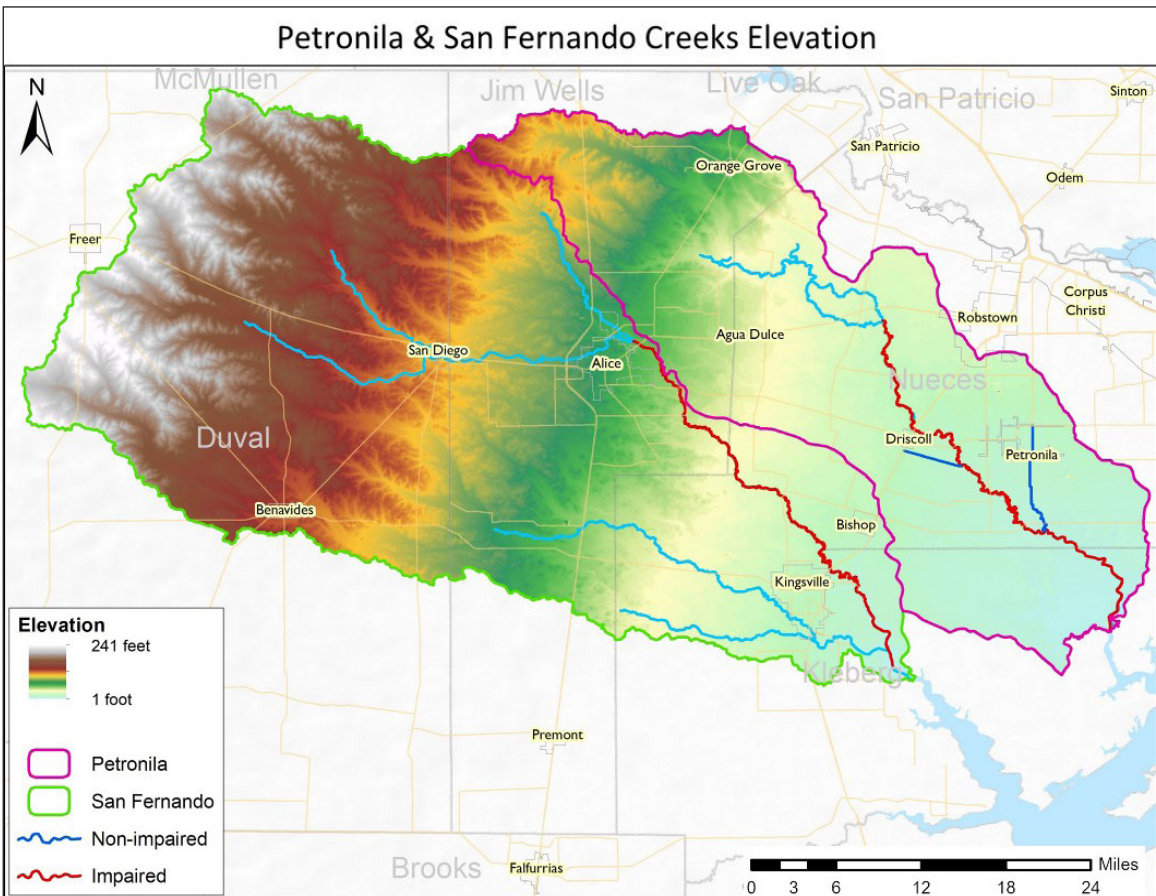 Petronila & San Fernando Creeks Elevation
N
McMullen
Jim Wells
Live Oak
San Patricio
Sinton
San Patricio
Orange Grove
Odem
Freer
Corpus
Christi
Robstown
Agua Dulce
San Diego
Alice
Nueces
Duval
Driscoll
Petronila
Benavides
Bishop
Kingsville
Kleberg
Elevation
241 feet
1 foot
Petronila
San Fernando
Non-impaired
Impaired
Premont
Brooks
Falfurrias
Miles
0 3 6 12 18 24